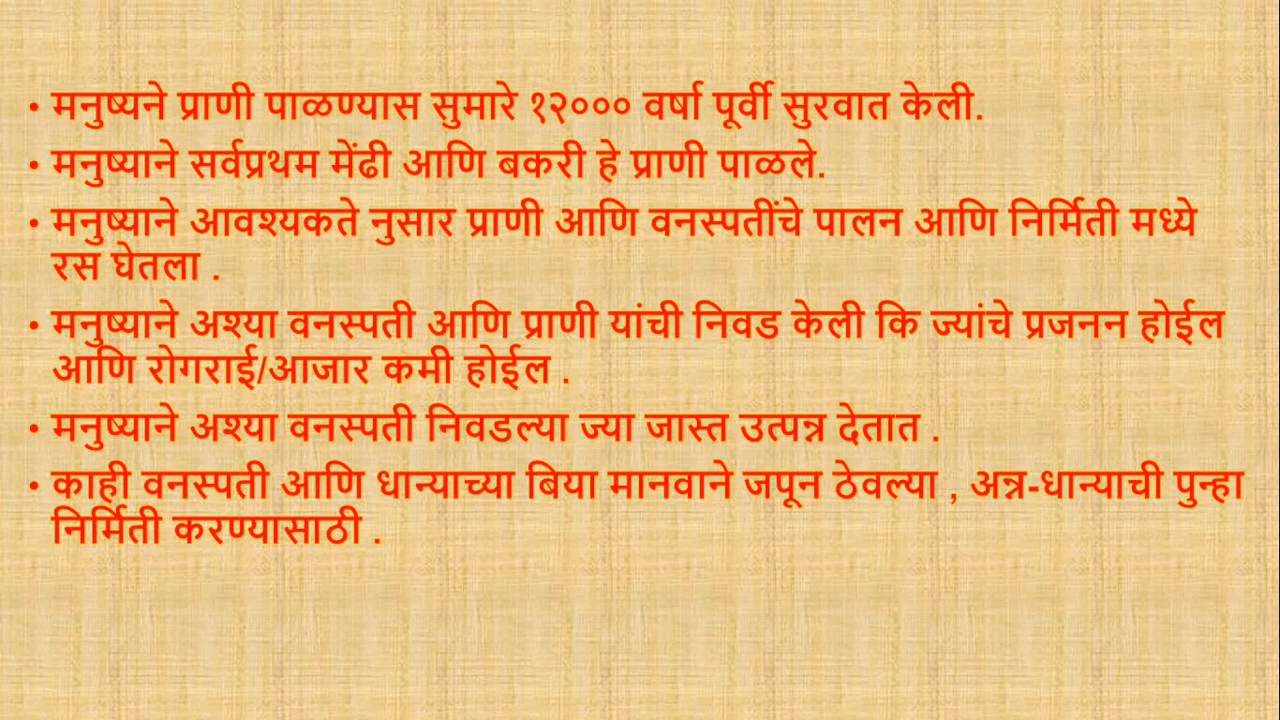 • मनुष्यने प्राणी पाळण्यास सुमारे १२००० वर्षा पूर्वी सुरवात केली.
• मनुष्याने सर्वप्रथम मेंढी आणि बकरी हे प्राणी पाळले.
• मनुष्याने आवश्यकते नुसार प्राणी आणि वनस्पतींचे पालन आणि निर्मिती मध्ये
रस घेतला .
• मनुष्याने अश्या वनस्पती आणि प्राणी यांची निवड केली कि ज्यांचे प्रजनन होईल
आणि रोगराई/आजार कमी होईल .
• मनुष्याने अश्या वनस्पती निवडल्या ज्या जास्त उत्पन्न देतात .
• काही वनस्पती आणि धान्याच्या बिया मानवाने जपून ठेवल्या , अन्न-धान्याची पुन्हा
निर्मिती करण्यासाठी .